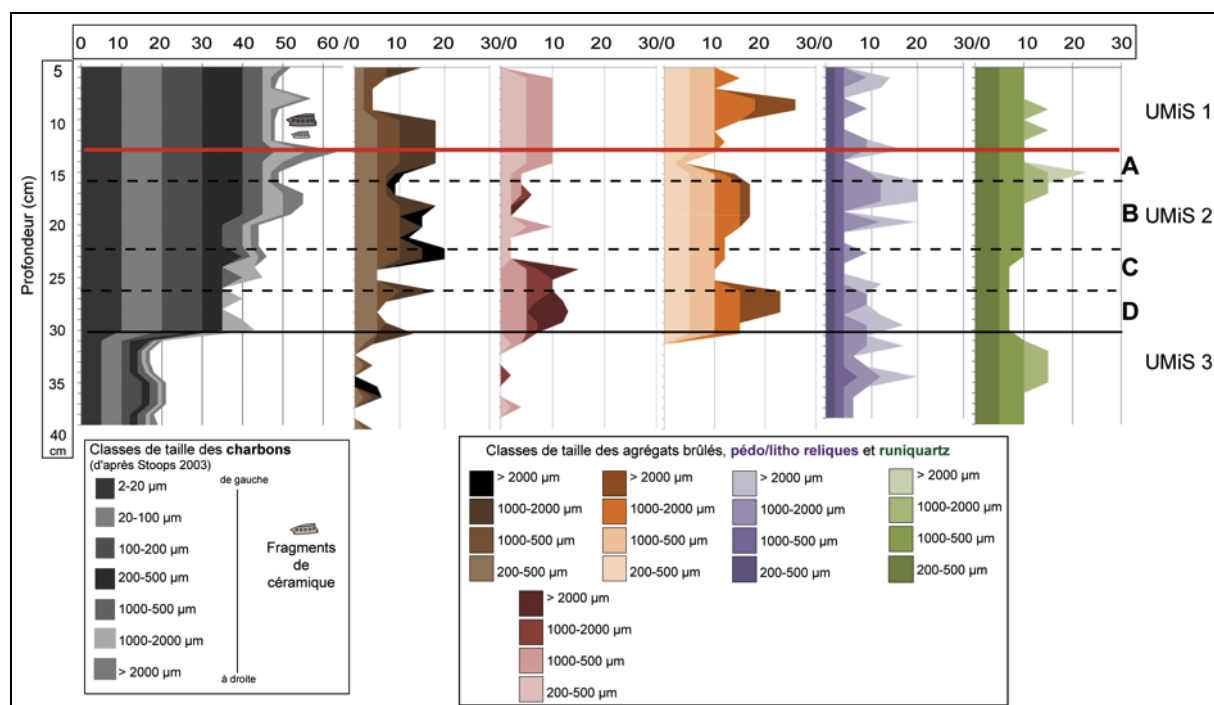 0 10 20 30 40 50 60 /0 10 20 30/0 10 20 30/0 10 20 30/0 10 20 30/0 10 20 30
Profondeur (cm)
5
10
15
20
25
30
35
40
cm
UMiS 1
A
B
UMiS 2
C
D
UMiS 3
Classes de taille des charbons
(d'après Stoops 2003)
2-20 µm
20-100 µm
100-200 µm
200-500 µm
1000-500 µm
1000-2000 µm
> 2000 µm
de gauche
à droite
Fragments
de
céramique
Classes de taille des agrégats brûlés, pédo/litho reliques et runiquartz
> 2000 µm > 2000 µm > 2000 µm > 2000 µm
1000-2000 µm 1000-2000 µm 1000-2000 µm 1000-2000 µm
1000-500 µm 1000-500 µm 1000-500 µm 1000-500 µm
200-500 µm 200-500 µm 200-500 µm 200-500 µm
> 2000 µm
1000-2000 µm
1000-500 µm
200-500 µm